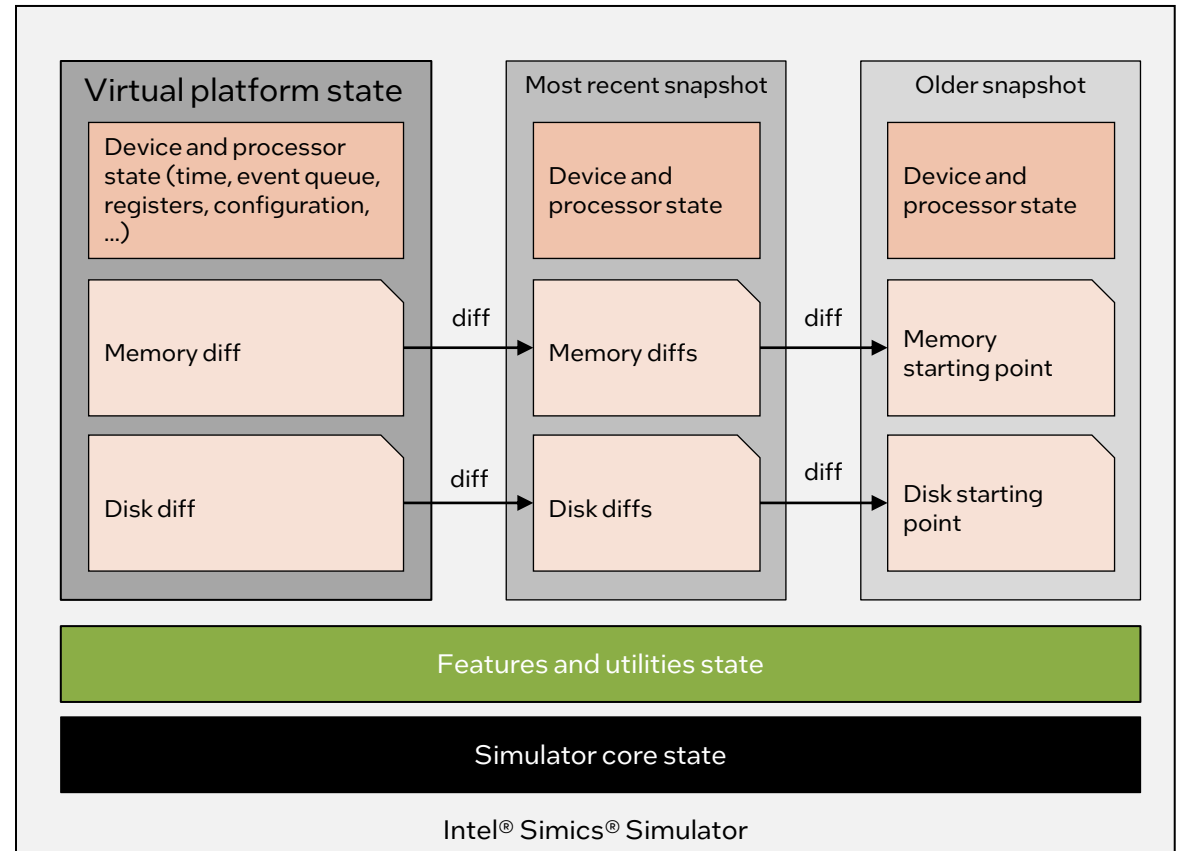 Virtual platform state
Device and processor
state (time, event queue,
registers, configuration,
...)
Memory diff
Disk diff
diff
diff
Most recent snapshot
Device and
processor state
Memory diffs
Disk diffs
diff
diff
Older snapshot
Device and
processor state
Memory
starting point
Disk starting
point
Features and utilities state
Simulator core state
Intel® Simics® Simulator